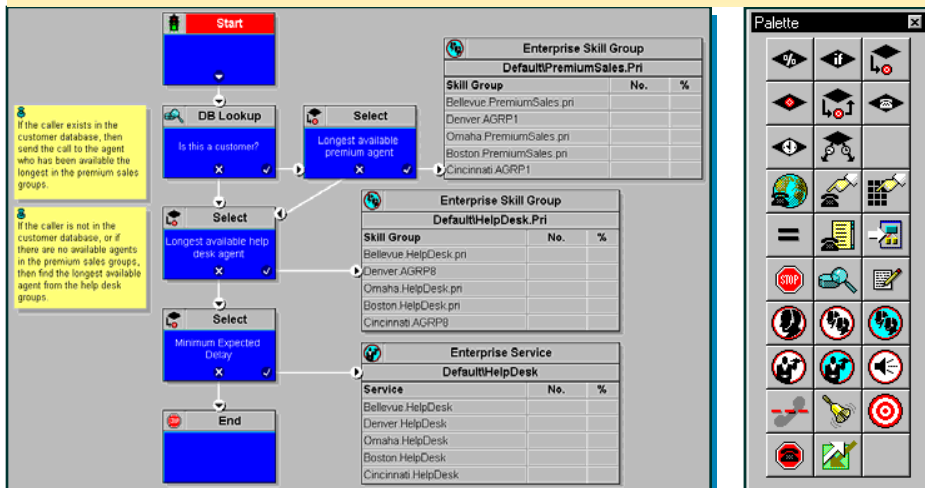 Start
If the caller exists in the
customer database, then
send the call to the agent
who has been available the
longest in the premium sales
groups.
DB Lookup
Is this a customer?
Select
Longest available
premium agent
Enterprise Skill Group
Default\PremiumSales.Pri
Skill Group No. %
Bellevue.PremiumSales.pri
Denver.AGRP1
Omaha.PremiumSales.pri
Boston.PremiumSales.pri
Cincinnati.AGRP1
If the caller is not in the
customer database, or if
there are no available agents
in the premium sales groups,
then find the longest available
agent from the help desk
groups.
Select
Longest available help
desk agent
Enterprise Skill Group
Default\HelpDesk.Pri
Skill Group No. %
Bellevue.HelpDesk.pri
Denver.AGRP8
Omaha.HelpDesk.pri
Boston.HelpDesk.pri
Cincinnati.AGRP8
Select
Minimum Expected
Delay
Enterprise Service
Default\HelpDesk
Service No. %
Bellevue.HelpDesk
Denver.HelpDesk
Omaha.HelpDesk
Boston.HelpDesk
Cincinnati.HelpDesk
End
Palette
%
if
=
STOP